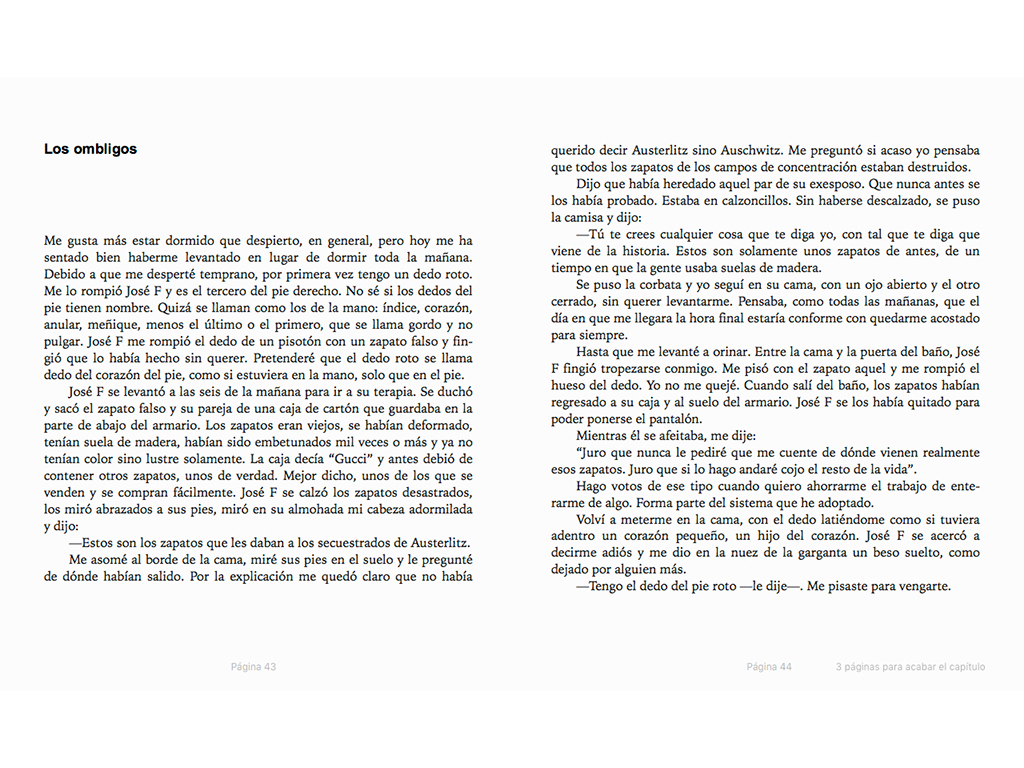 Los ombligos
Me gusta más estar dormido que despierto, en general, pero hoy me ha
sentado bien haberme levantado en lugar de dormir toda la mañana.
Debido a que me desperté temprano, por primera vez tengo un dedo roto.
Me lo rompió José F y es el tercero del pie derecho. No sé si los dedos del
pie tienen nombre. Quizá se llaman como los de la mano: índice, corazón,
anular, meñique, menos el último o el primero, que se llama gordo y no
pulgar. José F me rompió el dedo de un pisotón con un zapato falso y fin-
gió que lo había hecho sin querer. Pretenderé que el dedo roto se llama
dedo del corazón del pie, como si estuviera en la mano, solo que en el pie.
José F se levantó a las seis de la mañana para ir a su terapia. Se duchó
y sacó el zapato falso y su pareja de una caja de cartón que guardaba en la
parte de abajo del armario. Los zapatos eran viejos, se habían deformado,
tenían suela de madera, habían sido embetunados mil veces o más y ya no
tenían color sino lustre solamente. La caja decía “Gucci” y antes debió de
contener otros zapatos, unos de verdad. Mejor dicho, unos de los que se
venden y se compran fácilmente. José F se calzó los zapatos desastrados,
los miró abrazados a sus pies, miró en su almohada mi cabeza adormilada
y dijo:
—Estos son los zapatos que les daban a los secuestrados de Austerlitz.
Me asomé al borde de la cama, miré sus pies en el suelo y le pregunté
de dónde habían salido. Por la explicación me quedó claro que no había
Página 43
querido decir Austerlitz sino Auschwitz. Me preguntó si acaso yo pensaba
que todos los zapatos de los campos de concentración estaban destruidos.
Dijo que había heredado aquel par de su exesposo. Que nunca antes se
los había probado. Estaba en calzoncillos. Sin haberse descalzado, se puso
la camisa y dijo:
—Tú te crees cualquier cosa que te diga yo, con tal que te diga que
viene de la historia. Estos son solamente unos zapatos de antes, de un
tiempo en que la gente usaba suelas de madera.
Se puso la corbata y yo seguí en su cama, con un ojo abierto y el otro
cerrado, sin querer levantarme. Pensaba, como todas las mañanas, que el
día en que me llegara la hora final estaría conforme con quedarme acostado
para siempre.
Hasta que me levanté a orinar. Entre la cama y la puerta del baño, José
F fingió tropezarse conmigo. Me pisó con el zapato aquel y me rompió el
hueso del dedo. Yo no me quejé. Cuando salí del baño, los zapatos habían
regresado a su caja y al suelo del armario. José F se los había quitado para
poder ponerse el pantalón.
Mientras él se afeitaba, me dije:
“Juro que nunca le pediré que me cuente de dónde vienen realmente
esos zapatos. Juro que si lo hago andaré cojo el resto de la vida”.
Hago votos de ese tipo cuando quiero ahorrarme el trabajo de ente-
rarme de algo. Forma parte del sistema que he adoptado.
Volví a meterme en la cama, con el dedo latiéndome como si tuviera
adentro un corazón pequeño, un hijo del corazón. José F se acercó a
decirme adiós y me dio en la nuez de la garganta un beso suelto, como
dejado por alguien más.
—Tengo el dedo del pie roto —le dije—. Me pisaste para vengarte.
Página 44
3 páginas para acabar el capítulo